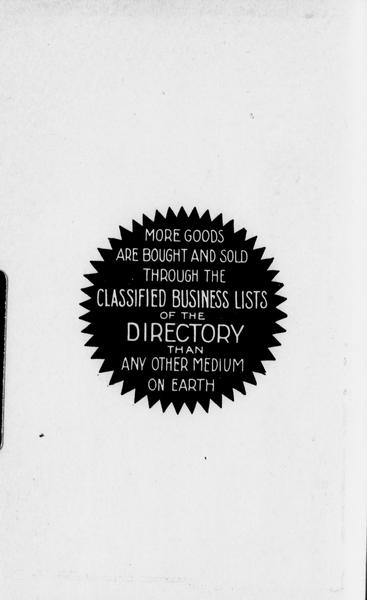 MORE GOODS
ARE BOUGHT AND SOLD
THROUGH THE
CLASSIFIED BUSINESS LISTS
OF THE
DIRECTORY
THAN
ANY OTHER MEDIUM
ON EARTH